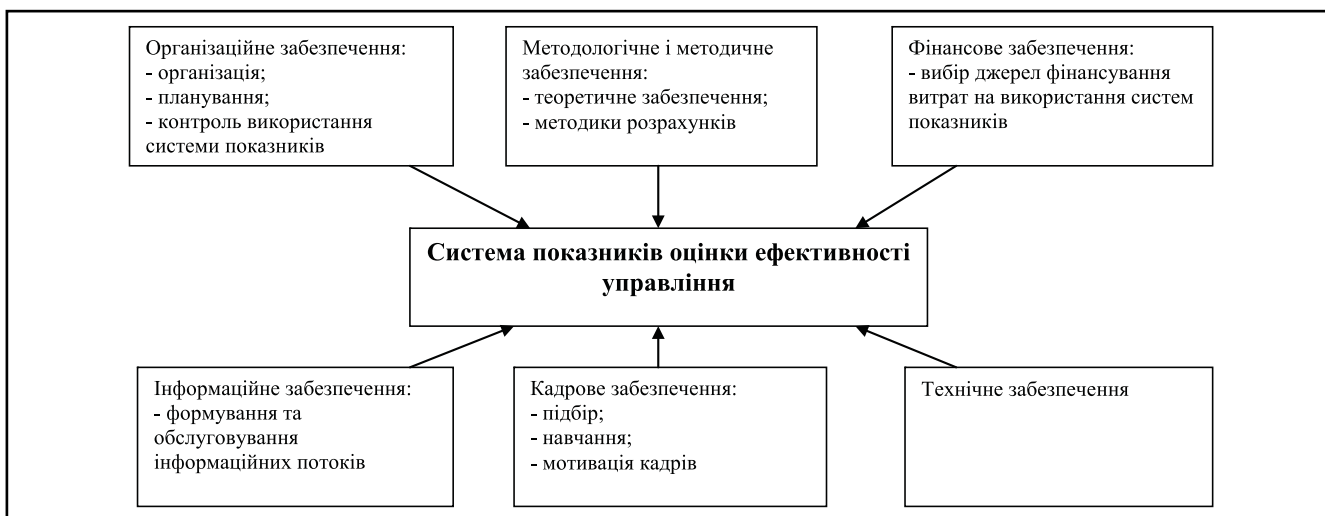 Організаційне забезпечення:
- організація;
- планування;
- контроль використання
системи показників
Методологічне і методичне
забезпечення:
- теоретичне забезпечення;
- методики розрахунків
Фінансове забезпечення:
- вибір джерел фінансування
витрат на використання систем
показників
Система показників оцінки ефективності
управління
Інформаційне забезпечення:
- формування та
обслуговування
інформаційних потоків
Кадрове забезпечення:
- підбір;
- навчання;
- мотивація кадрів
Технічне забезпечення